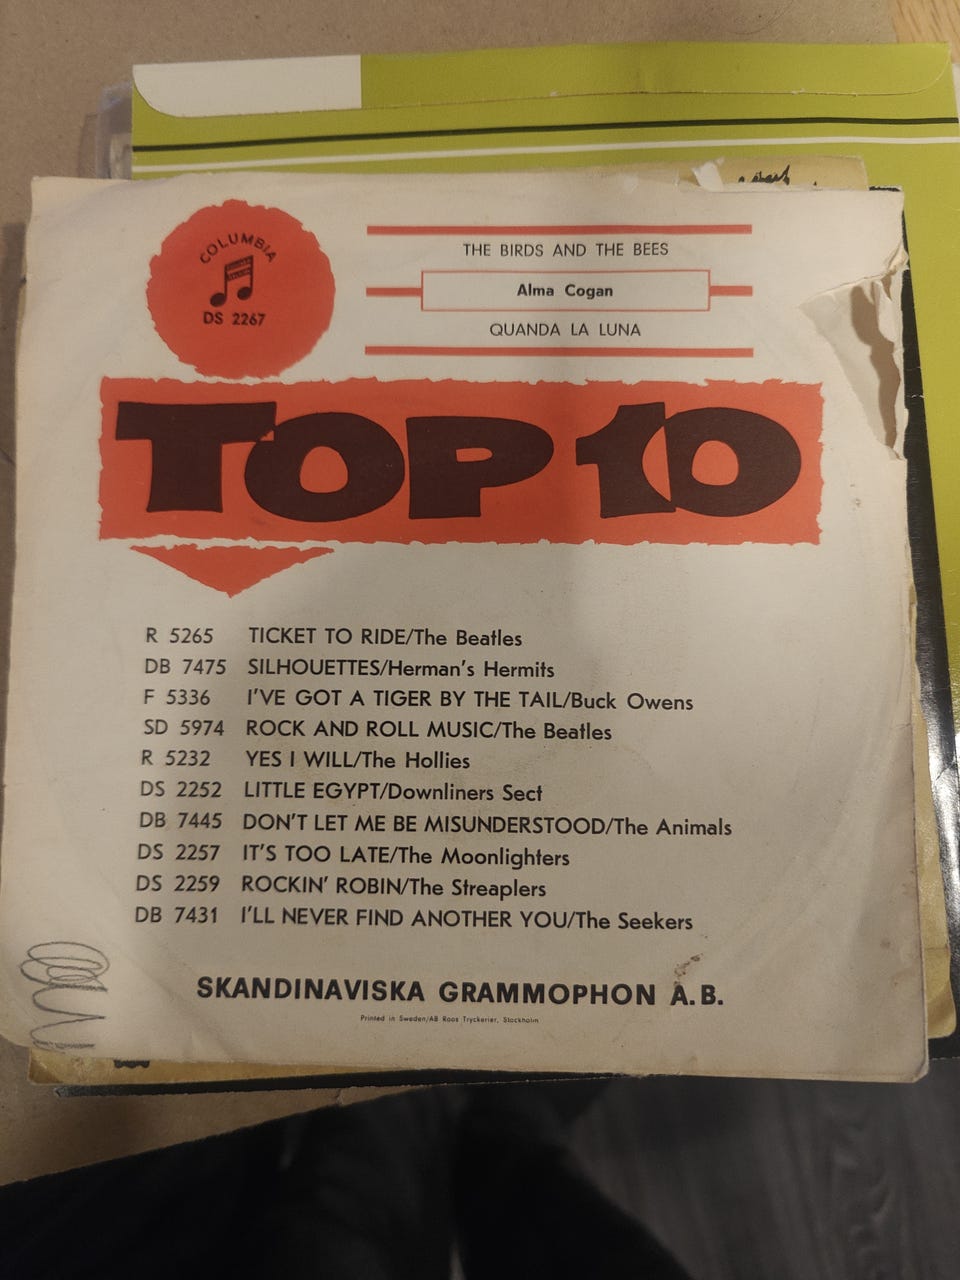 COLUMBIA
DS 2267
THE BIRDS AND THE BEES
Alma Cogan
QUANDA LA LUNA
TOP 10
R 5265 TICKET TO RIDE/The Beatles
DB 7475 SILHOUETTES/Herman's Hermits
F 5336 I'VE GOT A TIGER BY THE TAIL/Buck Owens
SD 5974 ROCK AND ROLL MUSIC/The Beatles
R 5232 YES I WILL/The Hollies
DS 2252 LITTLE EGYPT/Downliners Sect
DB 7445 DON'T LET ME BE MISUNDERSTOOD/The Animals
DS 2257 IT'S TOO LATE/The Moonlighters
DS 2259 ROCKIN' ROBIN/The Streaplers
DB 7431 I'LL NEVER FIND ANOTHER YOU/The Seekers
SKANDINAVISKA GRAMMOPHON A.B.
Printed in Sweden/AB Roos Tryckerier, Stockholm